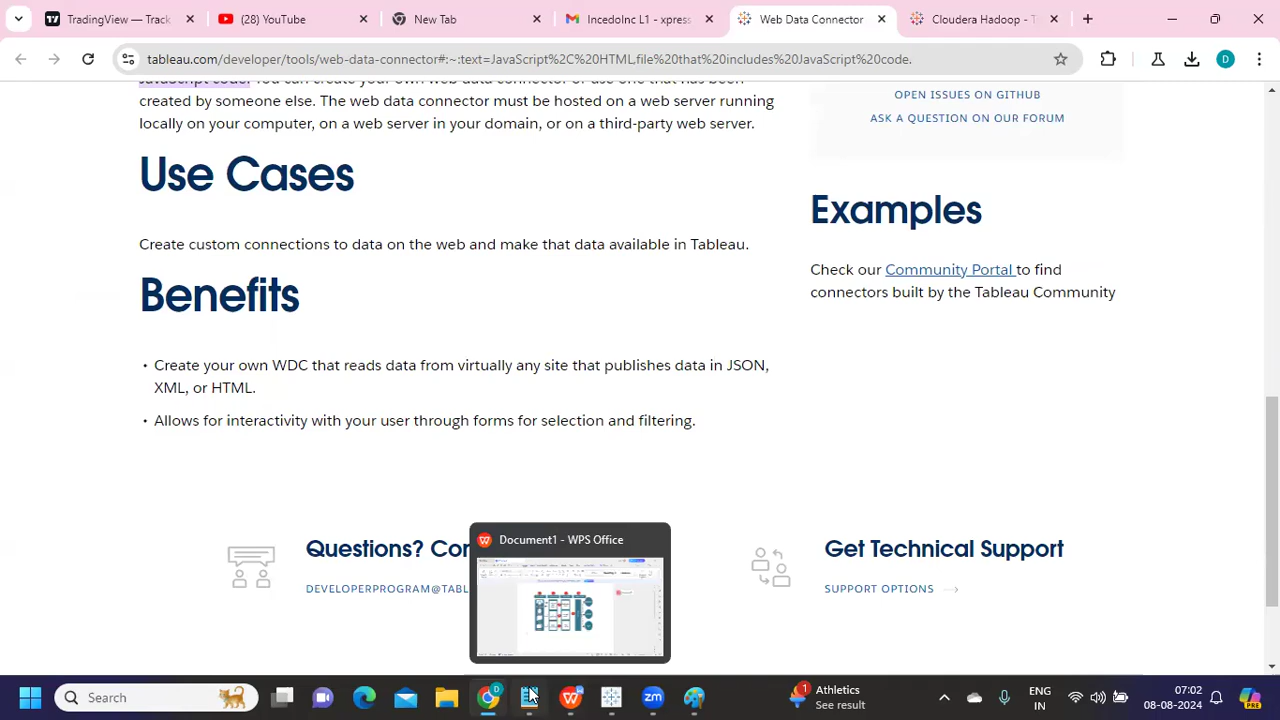 TradingView — Track
(28) YouTube
New Tab
IncedoInc L1 - xpress
Web Data Connector
Cloudera Hadoop - T
tableau.com/developer/tools/web-data-connector#:~:text=JavaScript%2C%20HTML,file%20that%20includes%20JavaScript%20code.
D
JavaScript code. You can create your own web data connector or use one that has been
created by someone else. The web data connector must be hosted on a web server running
locally on your computer, on a web server in your domain, or on a third-party web server.
Use Cases
Create custom connections to data on the web and make that data available in Tableau.
Benefits
• Create your own WDC that reads data from virtually any site that publishes data in JSON,
XML, or HTML.
• Allows for interactivity with your user through forms for selection and filtering.
OPEN ISSUES ON GITHUB
ASK A QUESTION ON OUR FORUM
Examples
Check our Community Portal to find
connectors built by the Tableau Community
Questions? Con
DEVELOPERPROGRAM@TABL
Document1 - WPS Office
Get Technical Support
SUPPORT OPTIONS
Search
zm
1
Athletics
See result
ENG
IN
07:02
08-08-2024